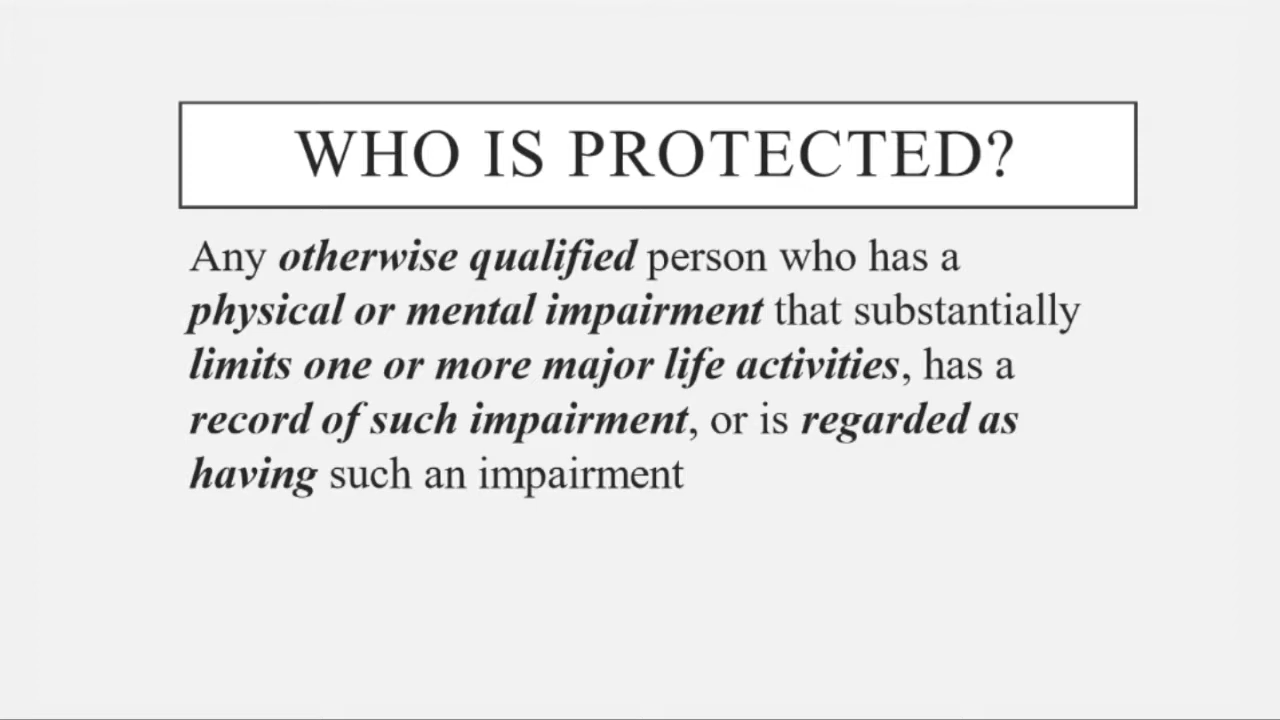 WHO IS PROTECTED?
Any otherwise qualified person who has a
physical or mental impairment that substantially
limits one or more major life activities, has a
record of such impairment, or is regarded as
having such an impairment